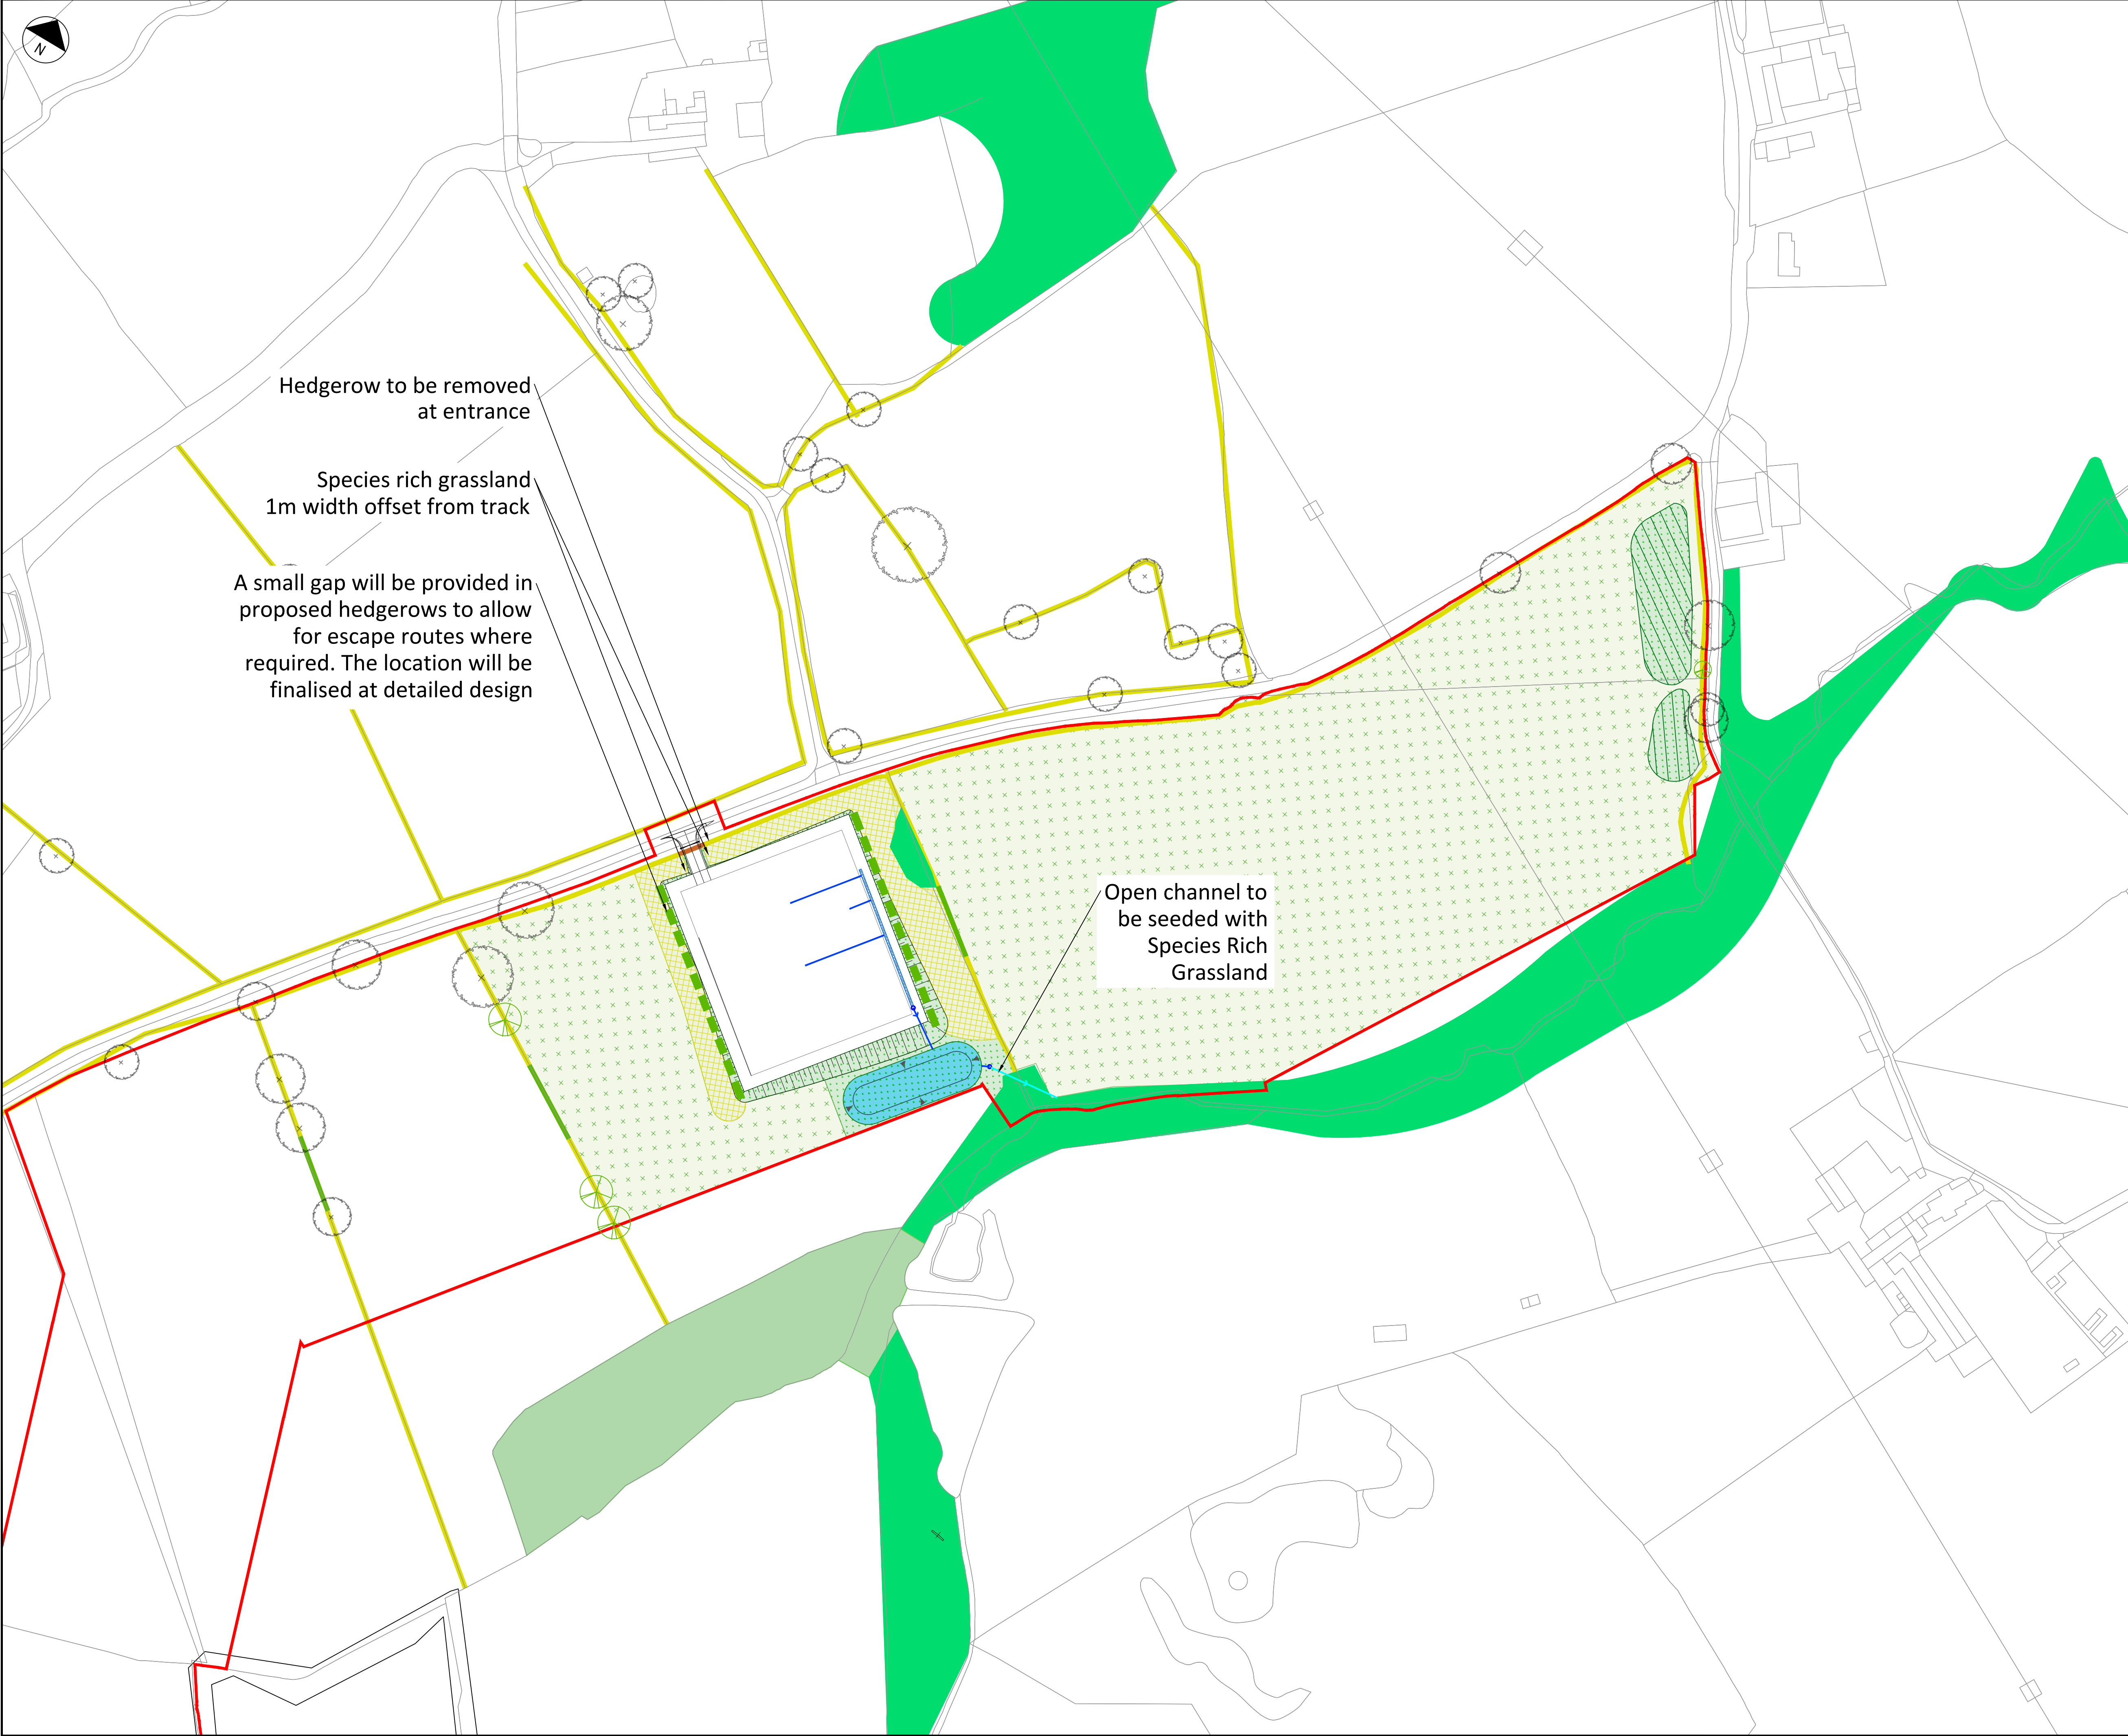 N
Hedgerow to be removed
at entrance
Species rich grassland
1m width offset from track
A small gap will be provided in
proposed hedgerows to allow
for escape routes where
required. The location will be
finalised at detailed design
Open channel to
be seeded with
Species Rich
Grassland